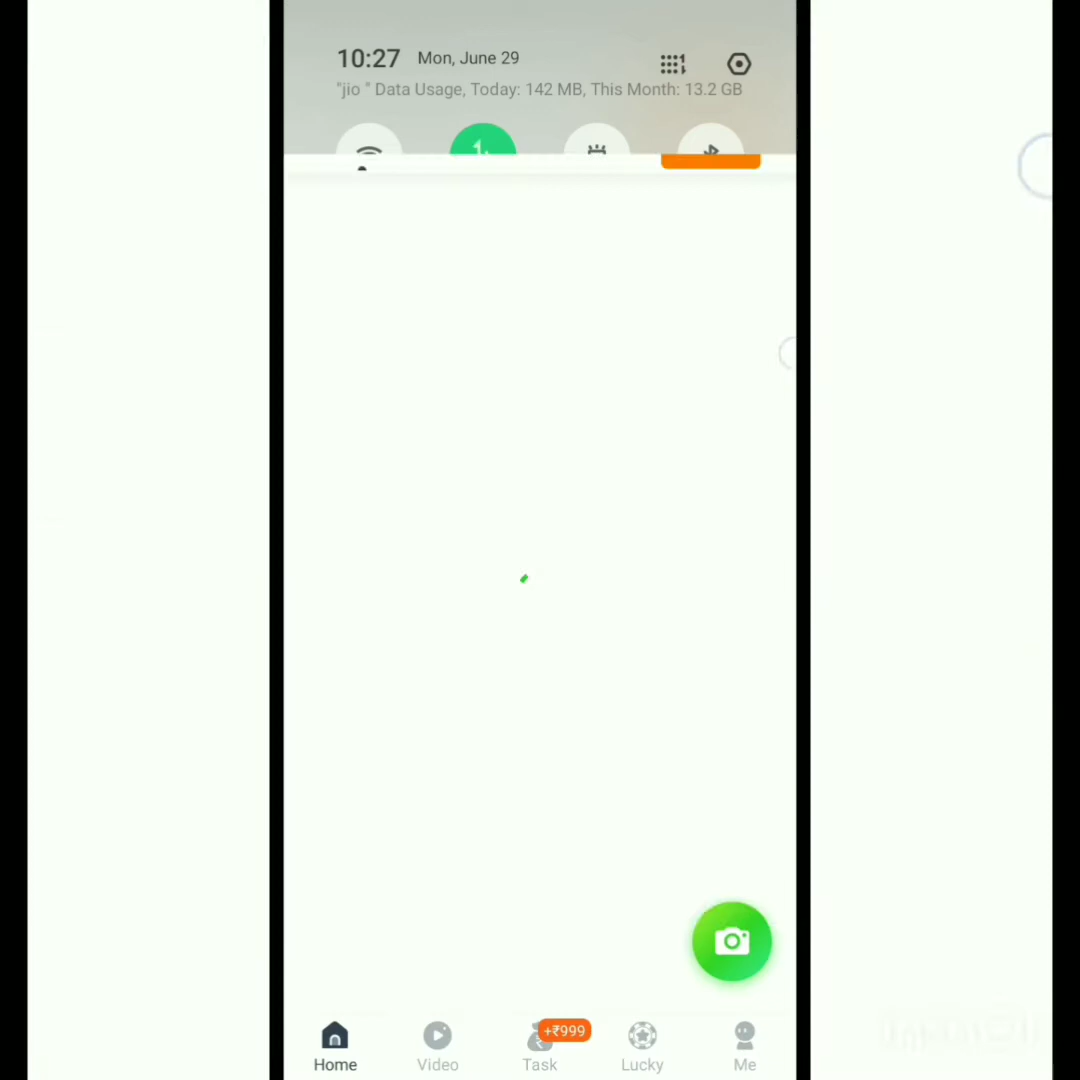 10:27 Mon, June 29
"jio " Data Usage, Today: 142 MB, This Month: 13.2 GB
+₹999
Home Video Task Lucky Me